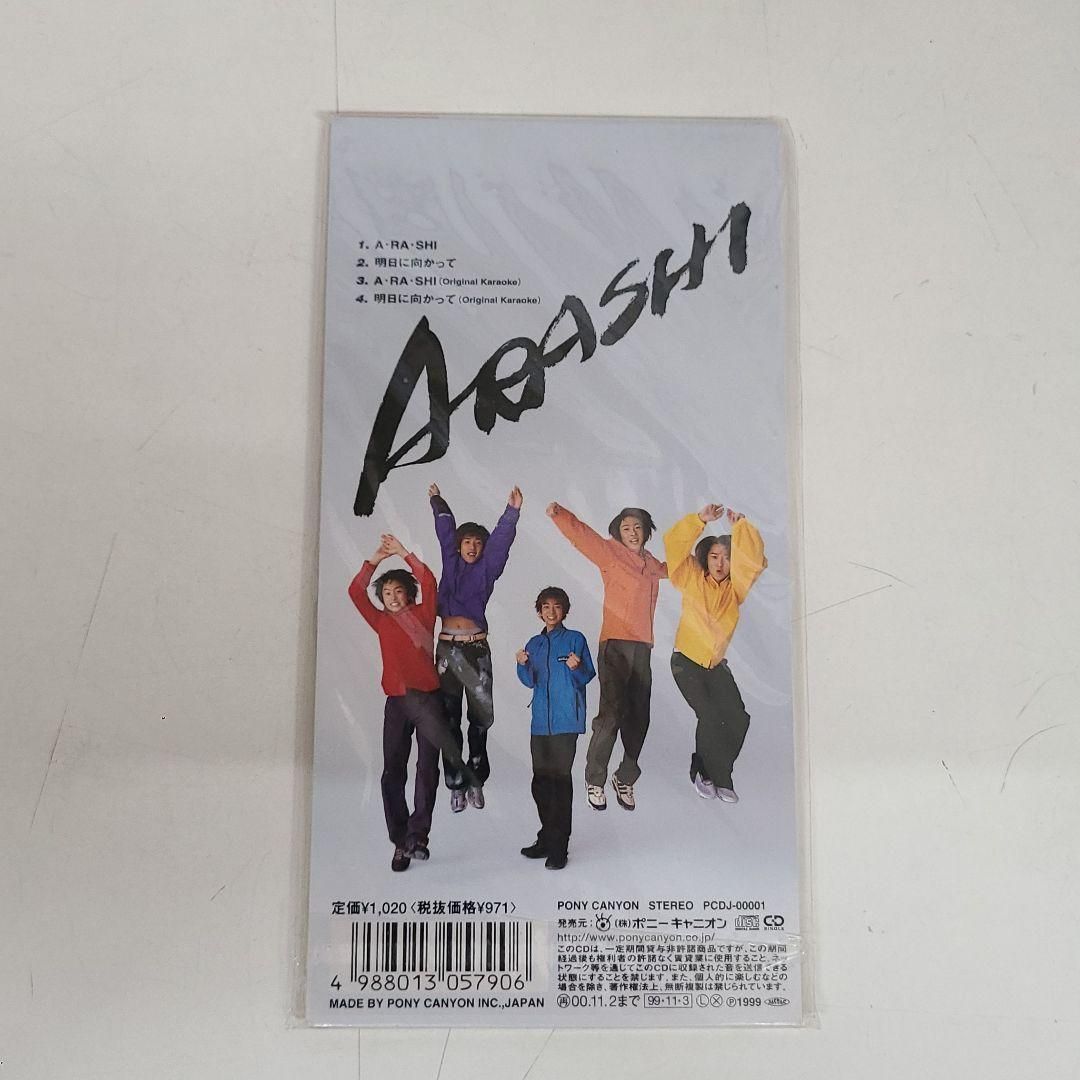 1. A・RA・SHI
2. 明日に向かって
3. A・RA・SHI (Original Karaoke)
4. 明日に向かって (Original Karaoke)
ARASHI
定価¥1,020〈税抜価格¥971〉
4 988013 057906
MADE BY PONY CANYON INC., JAPAN
PONY CANYON STEREO PCDJ-00001
発売元: (株)ポニーキャニオン
CD SINGLE
http://www.ponycanyon.co.jp/
このCDは、一定期間貸与非許諾商品ですが、この期間
経過後も権利者の許諾なく賃貸業に使用すること、ネッ
トワーク等を通じてこのCDに収録された音を送信できる
状態にすることを禁じます。また、個人的に楽しむなどの
場合を除き、著作権法上、無断複製は禁じられています。
再00.11.2まで 99・11・3 L X Ⓟ1999